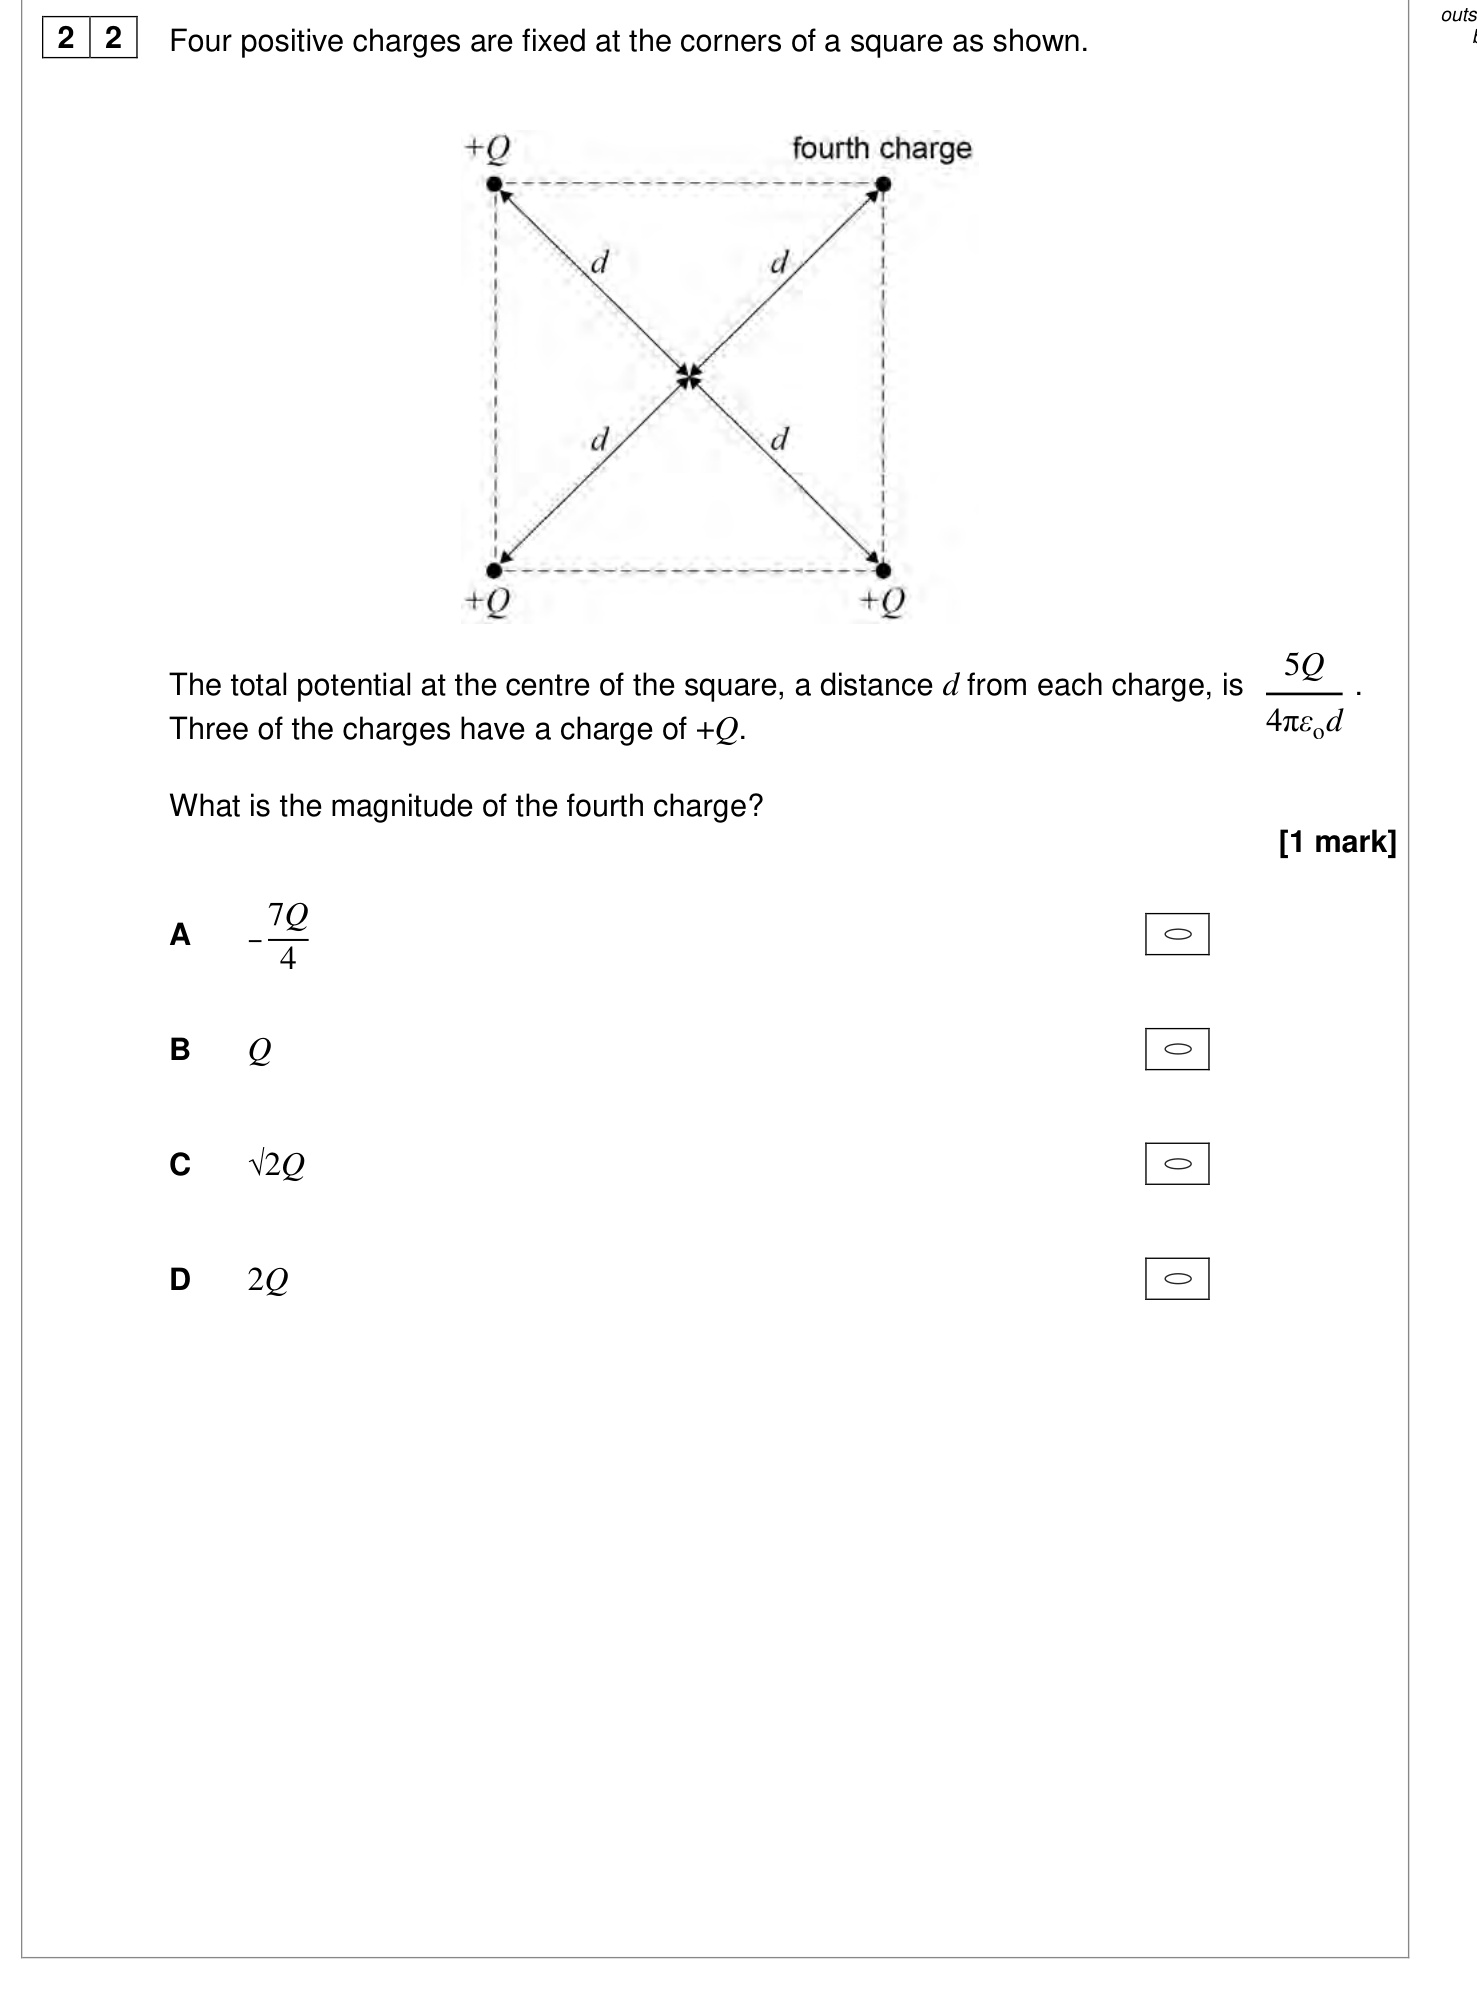 outs
2 2 Four positive charges are fixed at the corners of a square as shown.
+Q fourth charge
d d
d d
+Q +Q
The total potential at the centre of the square, a distance d from each charge, is 5Q / 4πε₀d .
Three of the charges have a charge of +Q.
What is the magnitude of the fourth charge?
[1 mark]
A -7Q/4
B Q
C √2Q
D 2Q